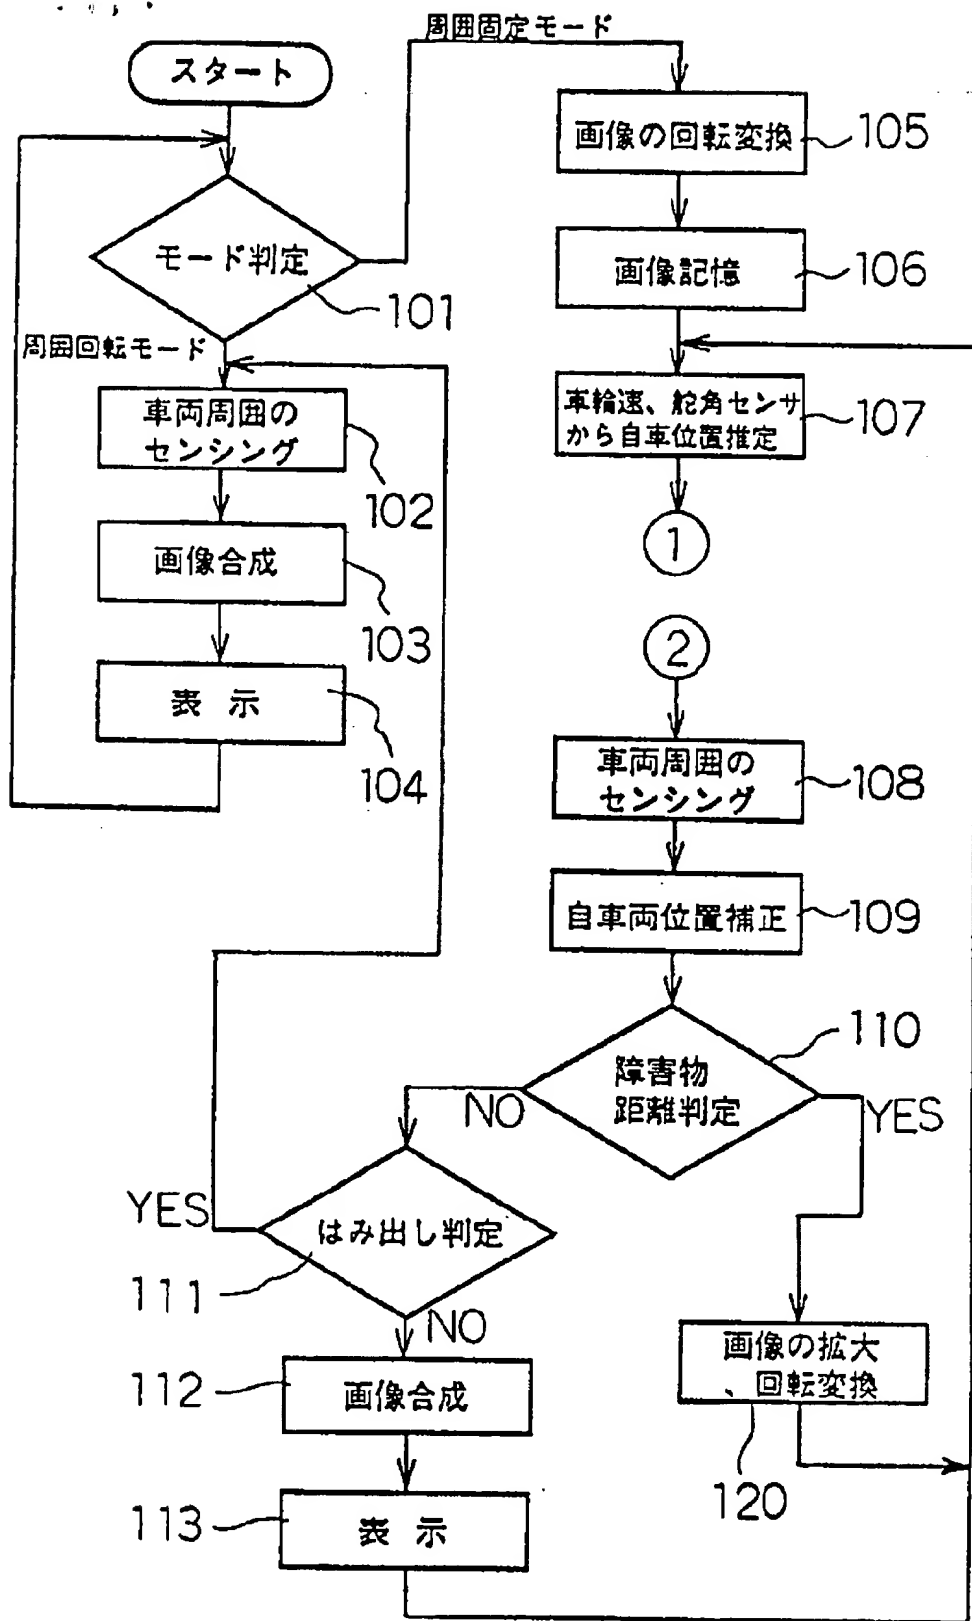 周囲固定モード
スタート
画像の回転変換
105
モード判定
101
画像記憶
106
周囲回転モード
車両周囲の
センシング
102
車輪速、舵角センサ
から自車位置推定
107
画像合成
103
1
2
表 示
104
車両周囲の
センシング
108
自車両位置補正
109
障害物
距離判定
110
NO
YES
YES
はみ出し判定
111
NO
画像の拡大
、回転変換
120
画像合成
112
表 示
113